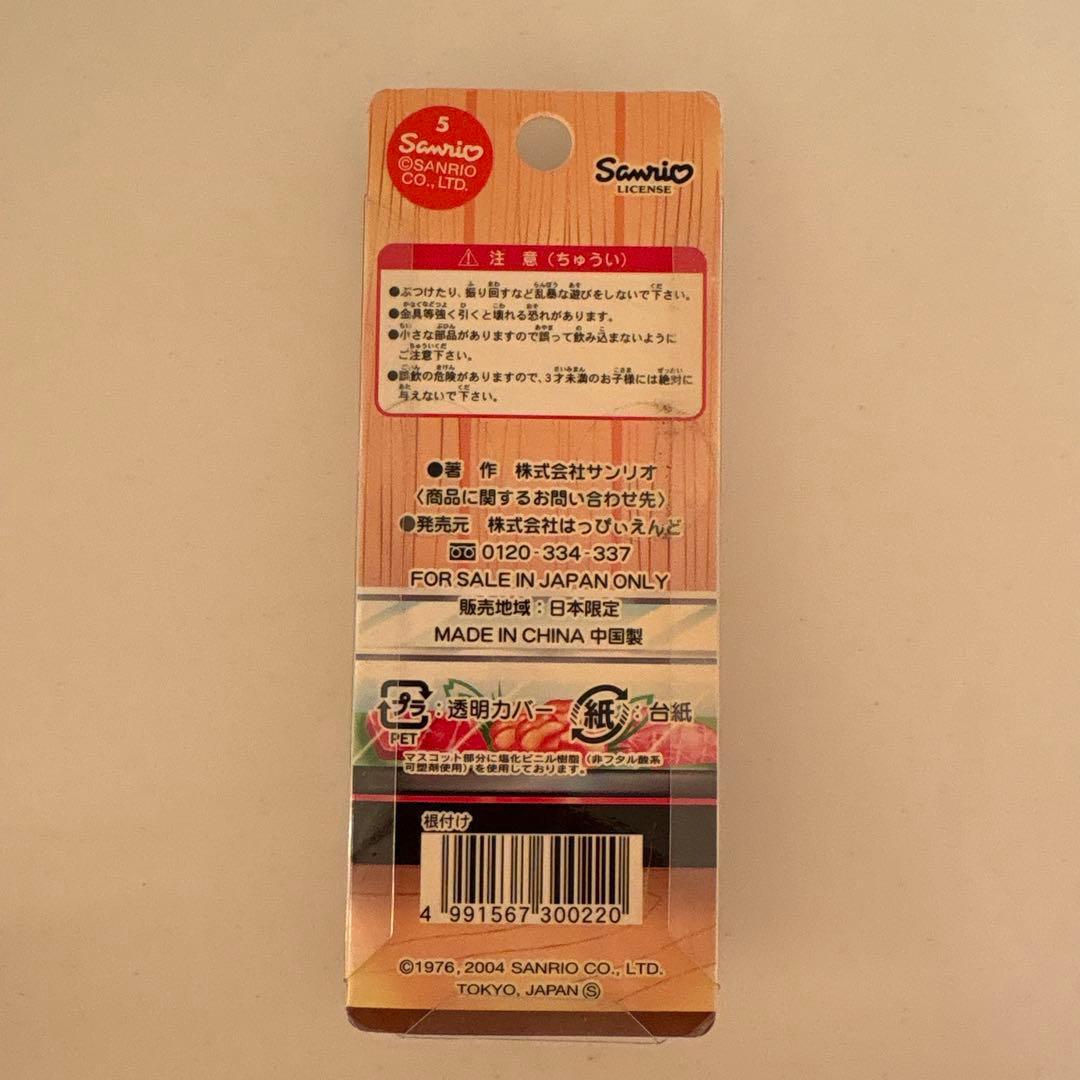 5
Sanrio
©SANRIO
CO., LTD.
Sanrio
LICENSE
⚠ 注 意 (ちゅうい)
●ぶつけたり、振り回すなど乱暴な遊びをしないで下さい。
●金具等強く引くと壊れる恐れがあります。
●小さな部品がありますので誤って飲み込まないように
ご注意下さい。
●誤飲の危険がありますので、3才未満のお子様には絶対に
与えないで下さい。
●著 作 株式会社サンリオ
〈商品に関するお問い合わせ先〉
●発売元 株式会社はっぴぃえんど
0120-334-337
FOR SALE IN JAPAN ONLY
販売地域：日本限定
MADE IN CHINA 中国製
プラ：透明カバー 紙：台紙
PET
マスコット部分に塩化ビニル樹脂（非フタル酸系
可塑剤使用）を使用しております。
根付け
4 991567 300220
©1976, 2004 SANRIO CO., LTD.
TOKYO, JAPAN Ⓢ